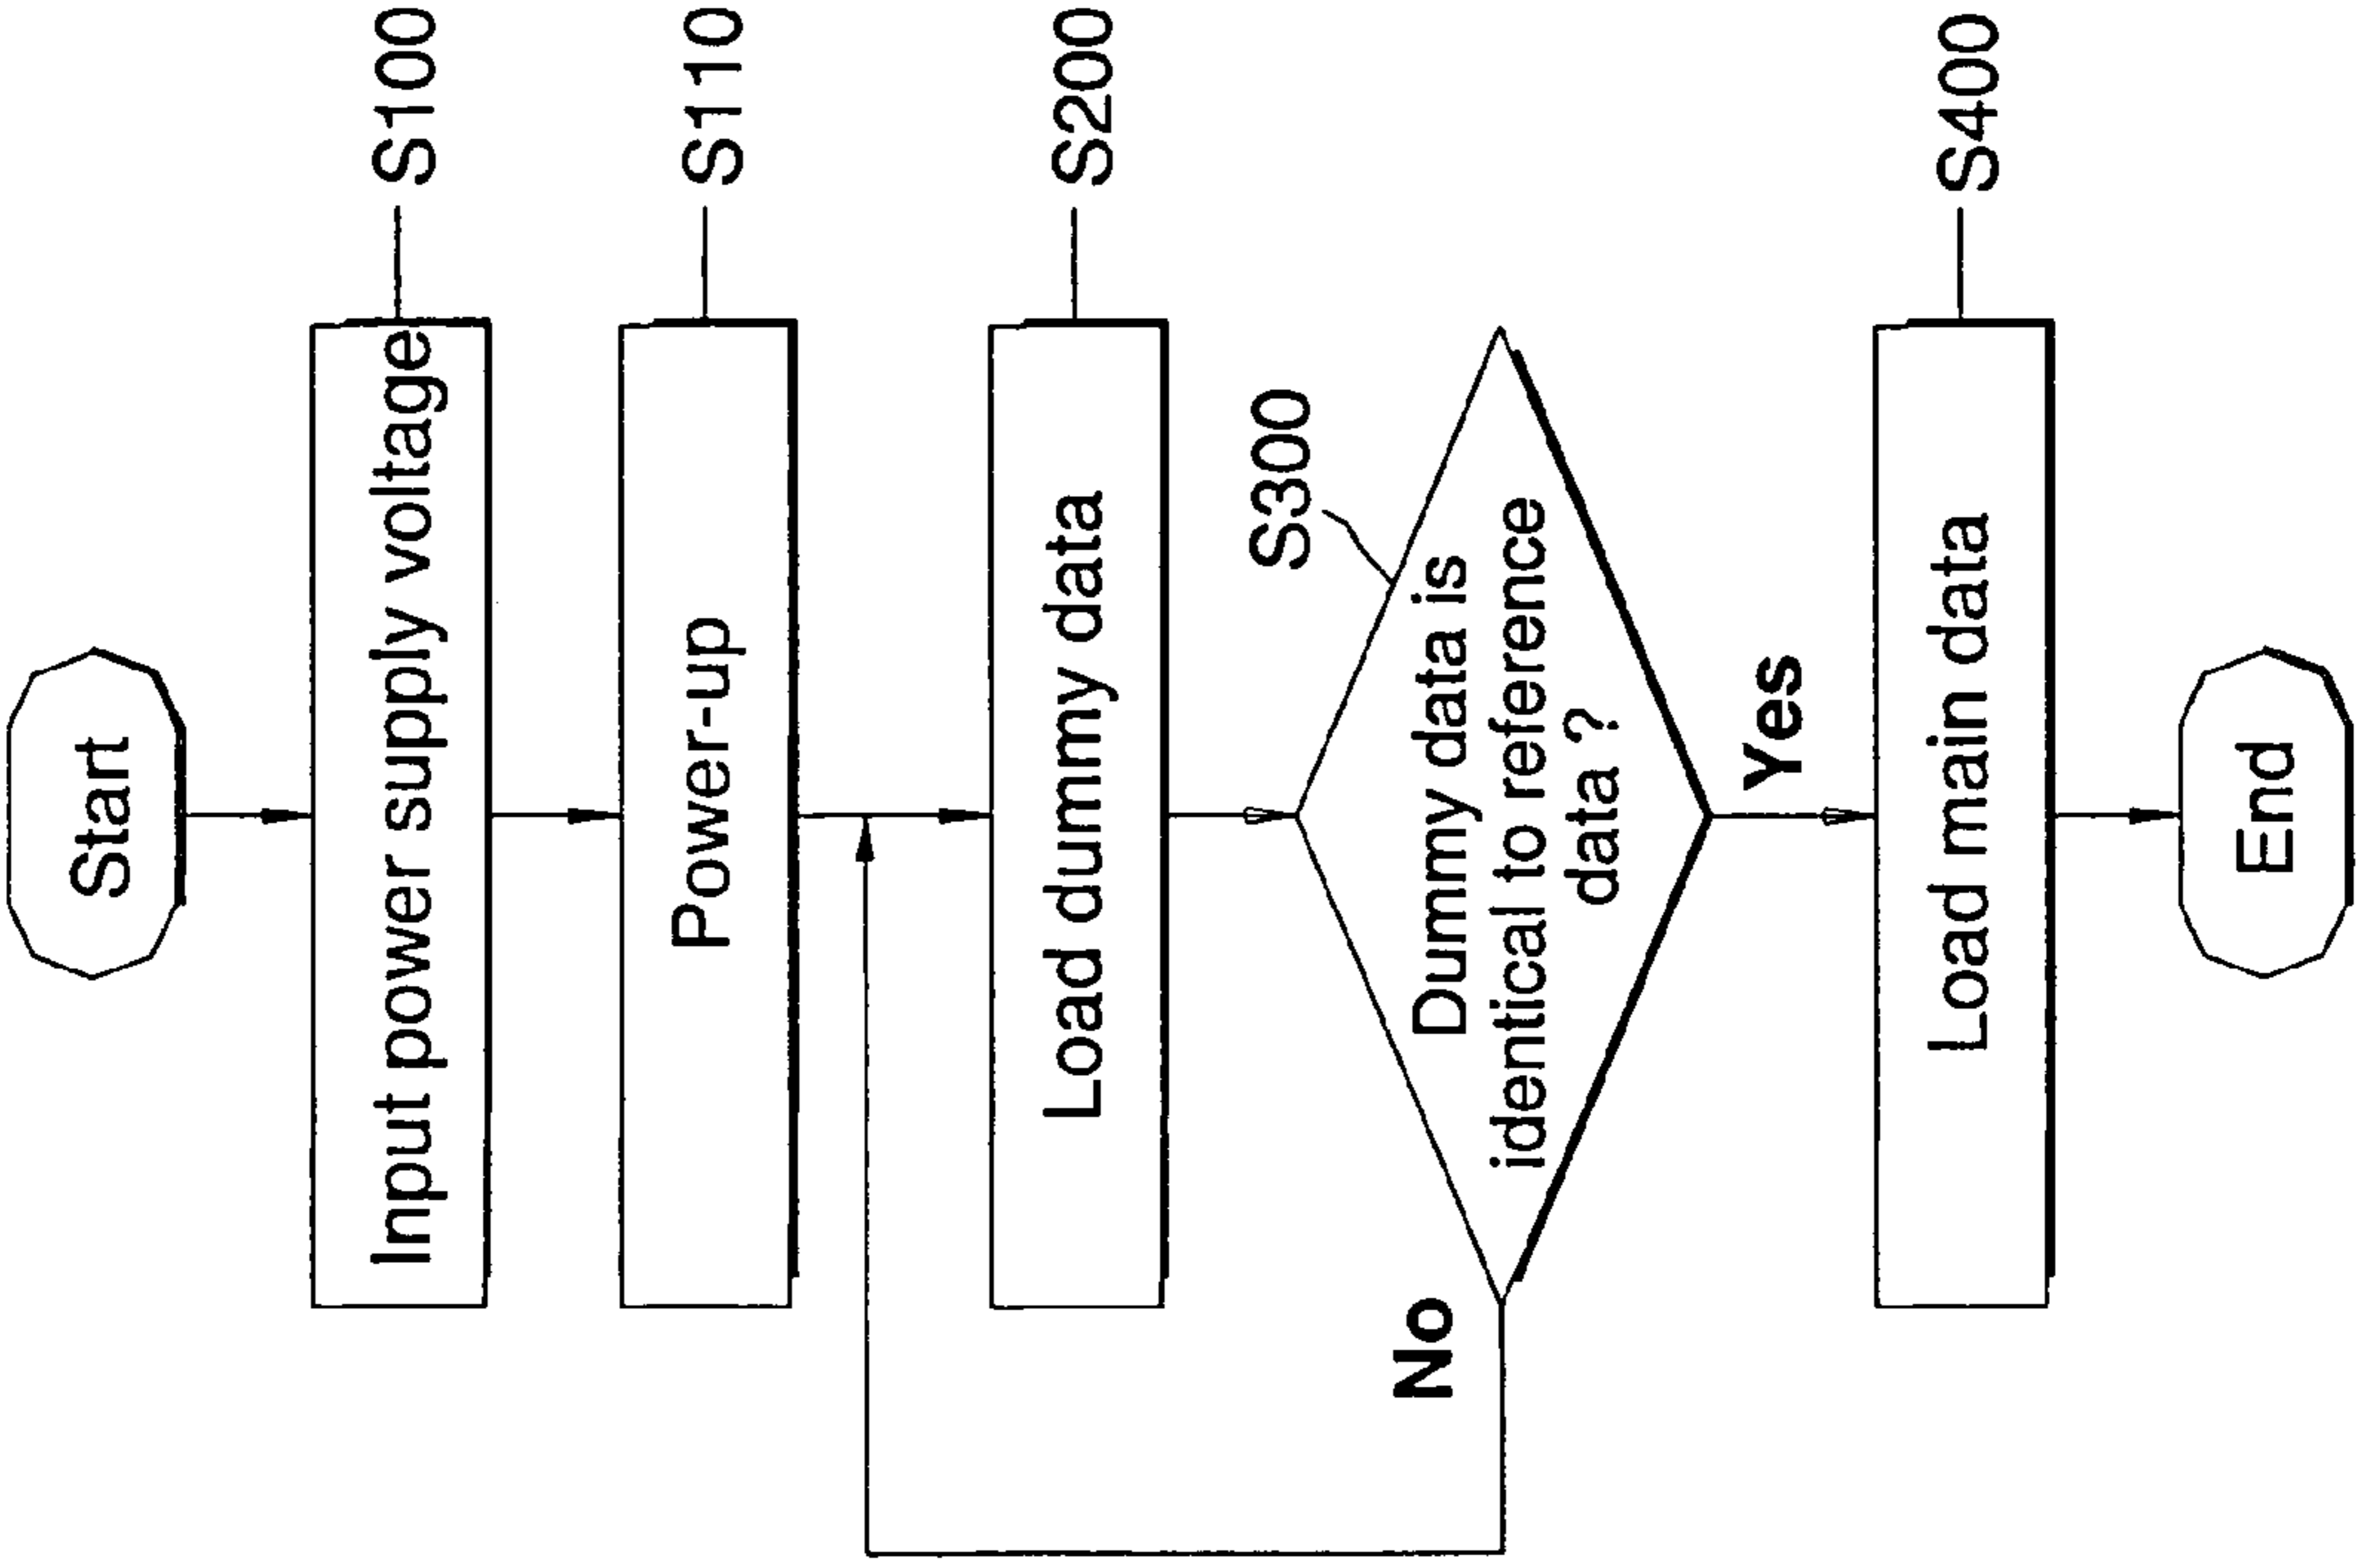 Start
Input power supply voltage
S100
Power-up
S110
Load dummy data
S200
S300
Dummy data is
identical to reference
data ?
No
Yes
Load main data
S400
End